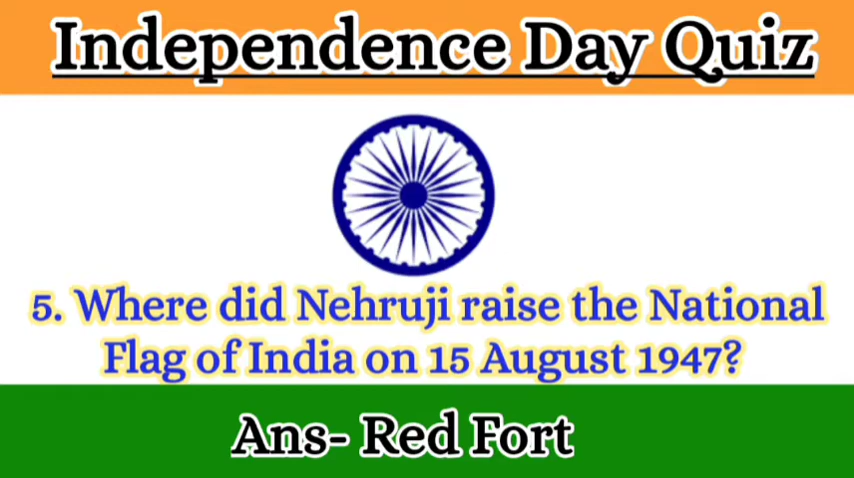 Independence Day Quiz
5. Where did Nehruji raise the National
Flag of India on 15 August 1947?
Ans- Red Fort